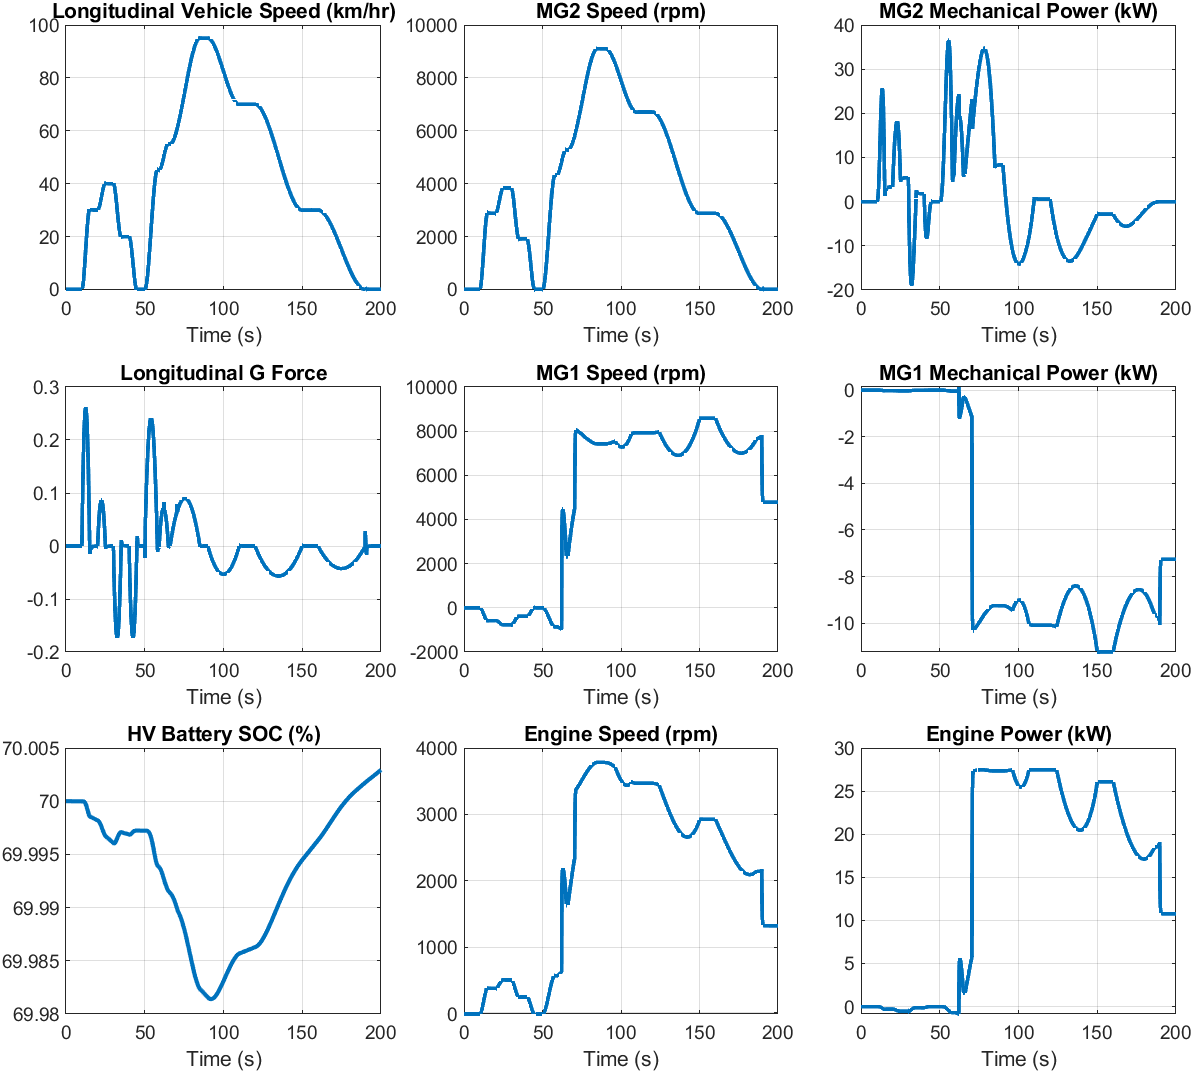 Longitudinal Vehicle Speed (km/hr)
100
80
60
40
20
0
0 50 100 150 200
Time (s)
MG2 Speed (rpm)
10000
8000
6000
4000
2000
0
0 50 100 150 200
Time (s)
MG2 Mechanical Power (kW)
40
30
20
10
0
-10
-20
0 50 100 150 200
Time (s)
Longitudinal G Force
0.3
0.2
0.1
0
-0.1
-0.2
0 50 100 150 200
Time (s)
MG1 Speed (rpm)
10000
8000
6000
4000
2000
0
-2000
0 50 100 150 200
Time (s)
MG1 Mechanical Power (kW)
0
-2
-4
-6
-8
-10
0 50 100 150 200
Time (s)
HV Battery SOC (%)
70.005
70
69.995
69.99
69.985
69.98
0 50 100 150 200
Time (s)
Engine Speed (rpm)
4000
3000
2000
1000
0
0 50 100 150 200
Time (s)
Engine Power (kW)
30
25
20
15
10
5
0
0 50 100 150 200
Time (s)